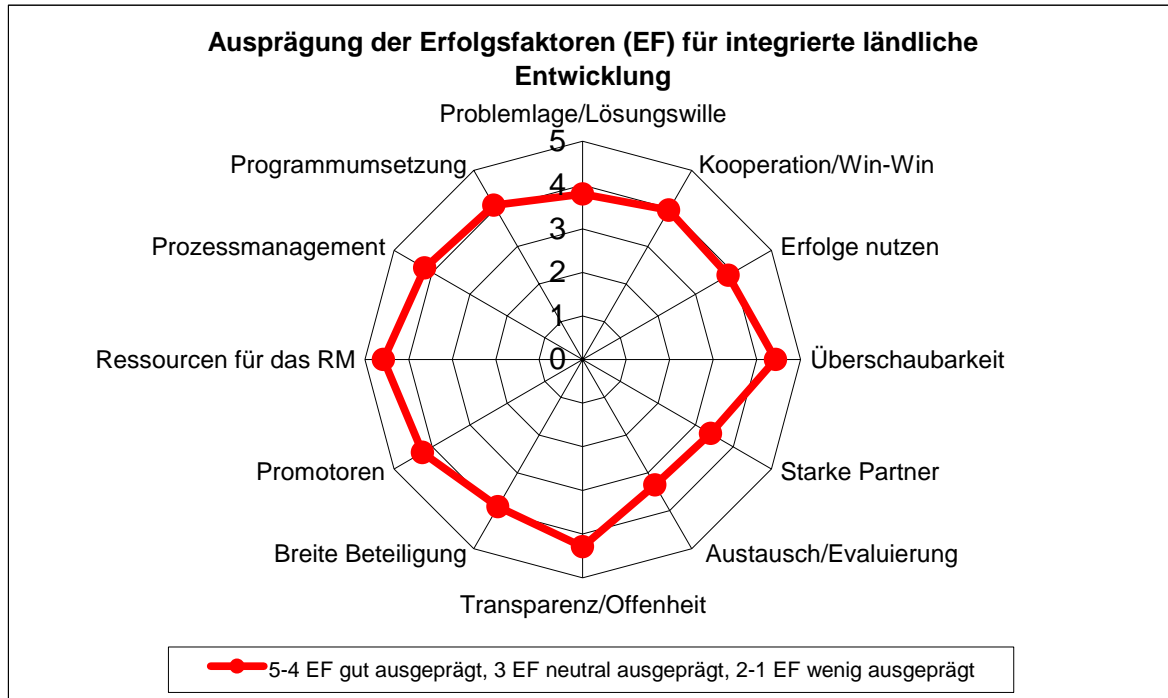 Ausprägung der Erfolgsfaktoren (EF) für integrierte ländliche
Entwicklung
Problemlage/Lösungswille
Kooperation/Win-Win
Erfolge nutzen
Überschaubarkeit
Starke Partner
Austausch/Evaluierung
Transparenz/Offenheit
Breite Beteiligung
Promotoren
Ressourcen für das RM
Prozessmanagement
Programmumsetzung
5
4
3
2
1
0
5-4 EF gut ausgeprägt, 3 EF neutral ausgeprägt, 2-1 EF wenig ausgeprägt